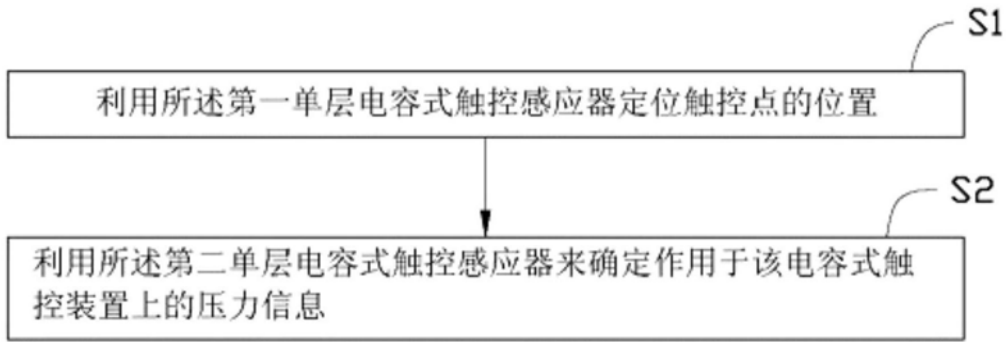 S1
利用所述第一单层电容式触控感应器定位触控点的位置
S2
利用所述第二单层电容式触控感应器来确定作用于该电容式触
控装置上的压力信息